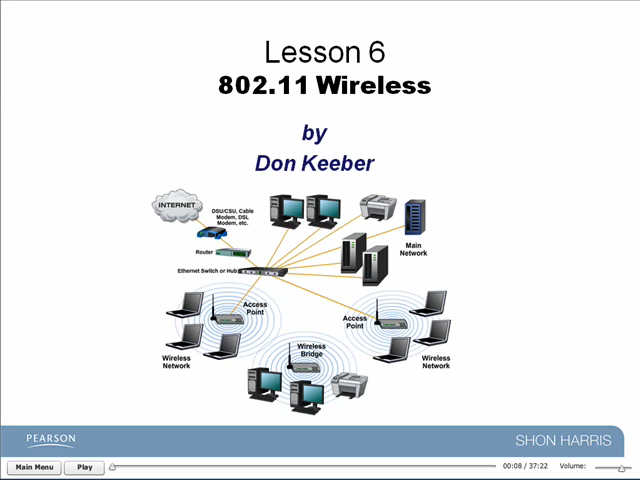 Lesson 6
802.11 Wireless
by
Don Keeber
INTERNET
DSU/CSU, Cable
Modem, DSL
Modem, etc.
Router
Ethernet Switch or Hub
Main
Network
Access
Point
Access
Point
Wireless
Bridge
Wireless
Network
Wireless
Network
PEARSON
SHON HARRIS
Main Menu
Play
00:08 / 37:22
Volume: